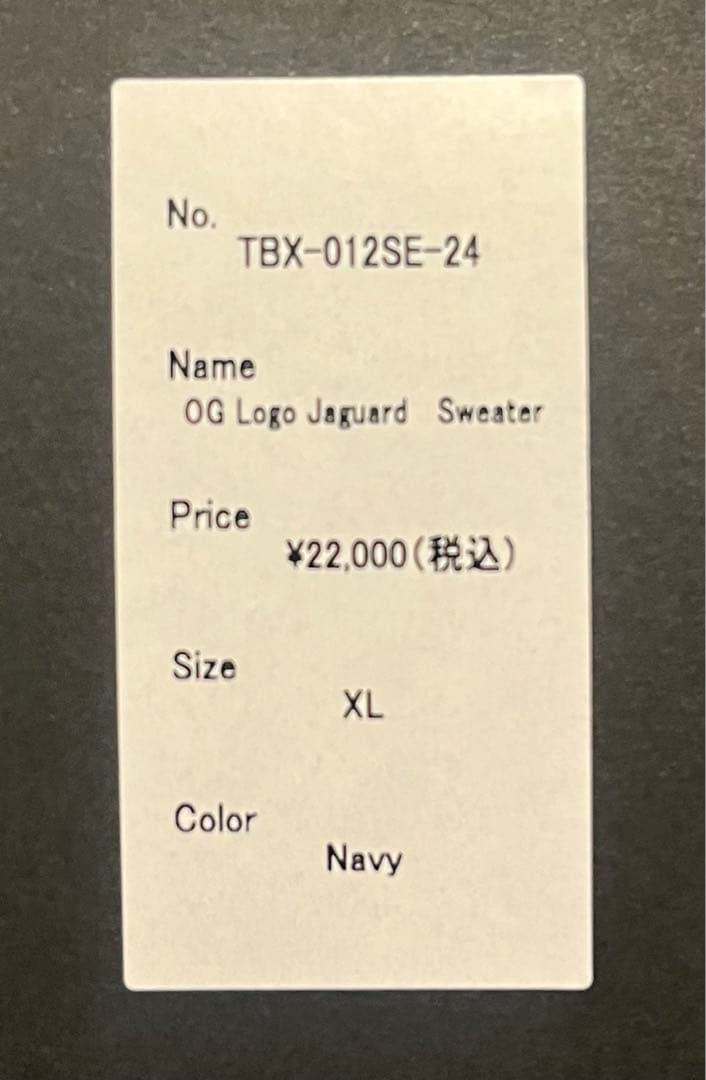 No.
TBX-012SE-24
Name
OG Logo Jaguard Sweater
Price
¥22,000(税込)
Size
XL
Color
Navy